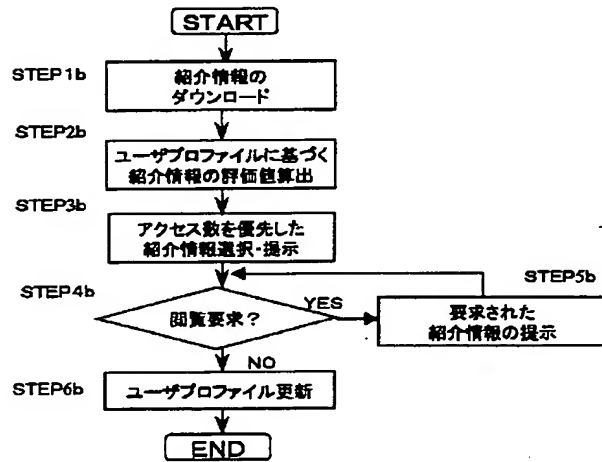 START
STEP1b
紹介情報の
ダウンロード
STEP2b
ユーザプロファイルに基づく
紹介情報の評価値算出
STEP3b
アクセス数を優先した
紹介情報選択・提示
STEP4b
閲覧要求？
YES
STEP5b
要求された
紹介情報の提示
NO
STEP6b
ユーザプロファイル更新
END